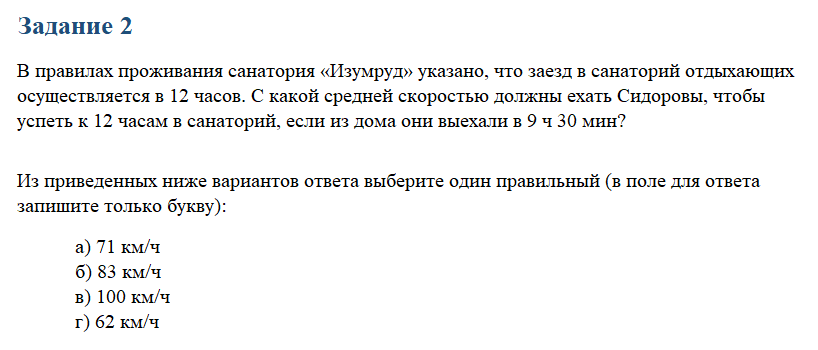 Задание 2
В правилах проживания санатория «Изумруд» указано, что заезд в санаторий отдыхающих
осуществляется в 12 часов. С какой средней скоростью должны ехать Сидоровы, чтобы
успеть к 12 часам в санаторий, если из дома они выехали в 9 ч 30 мин?
Из приведенных ниже вариантов ответа выберите один правильный (в поле для ответа
запишите только букву):
а) 71 км/ч
б) 83 км/ч
в) 100 км/ч
г) 62 км/ч